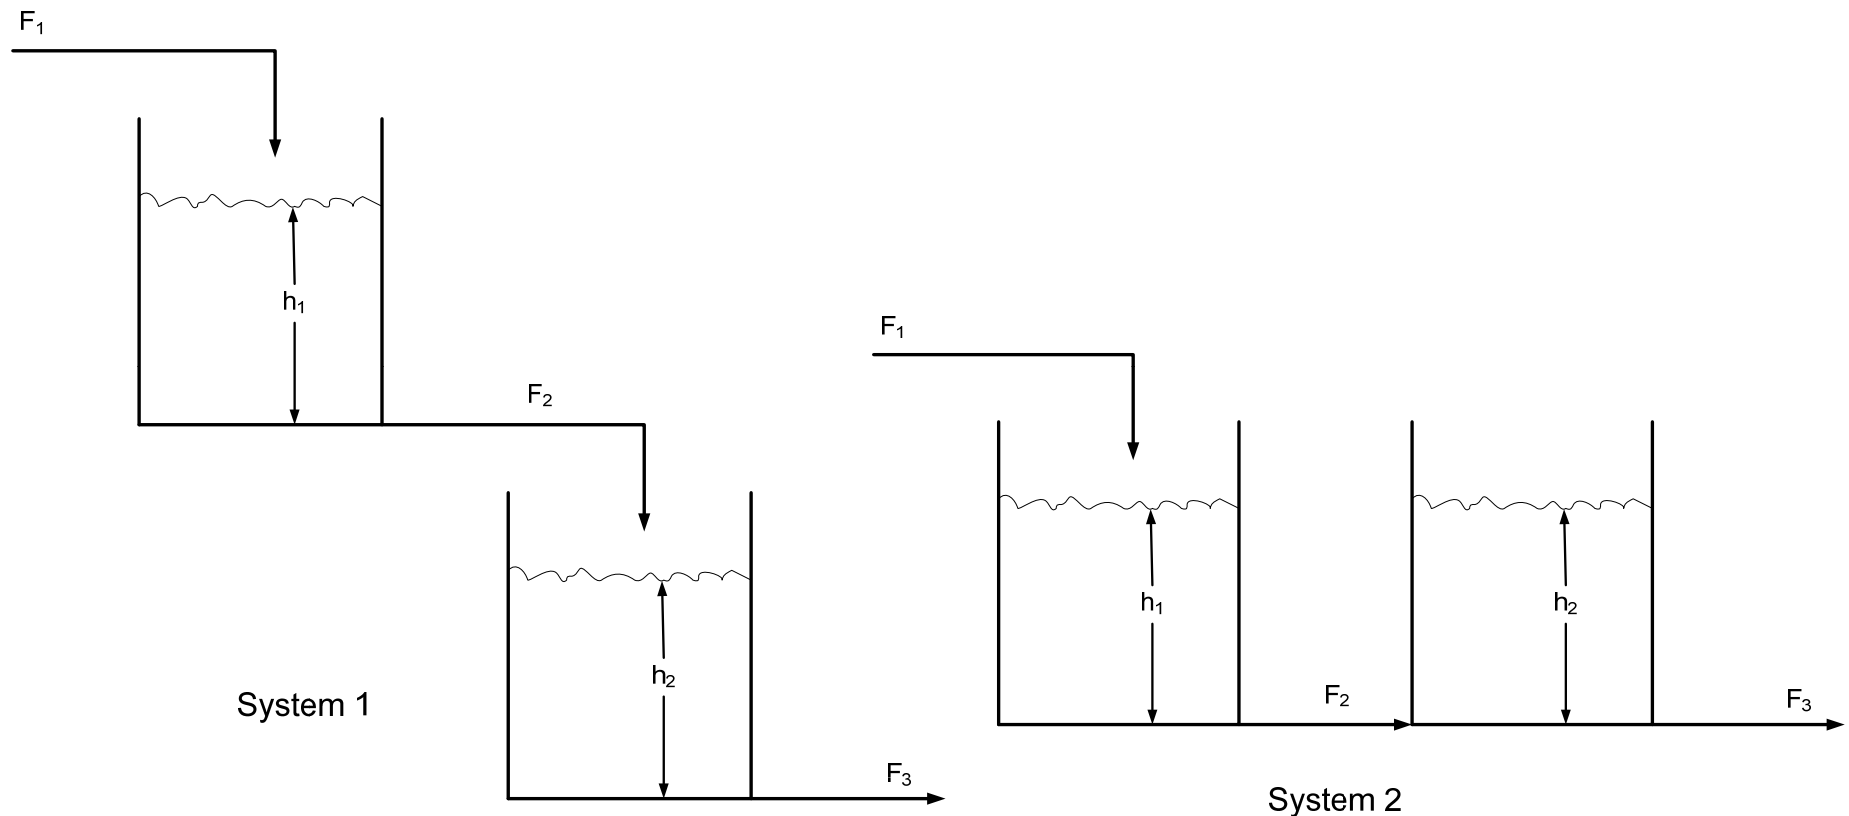 F₁
h₁
F₂
h₂
System 1
F₃
F₁
h₁
h₂
F₂
F₃
System 2